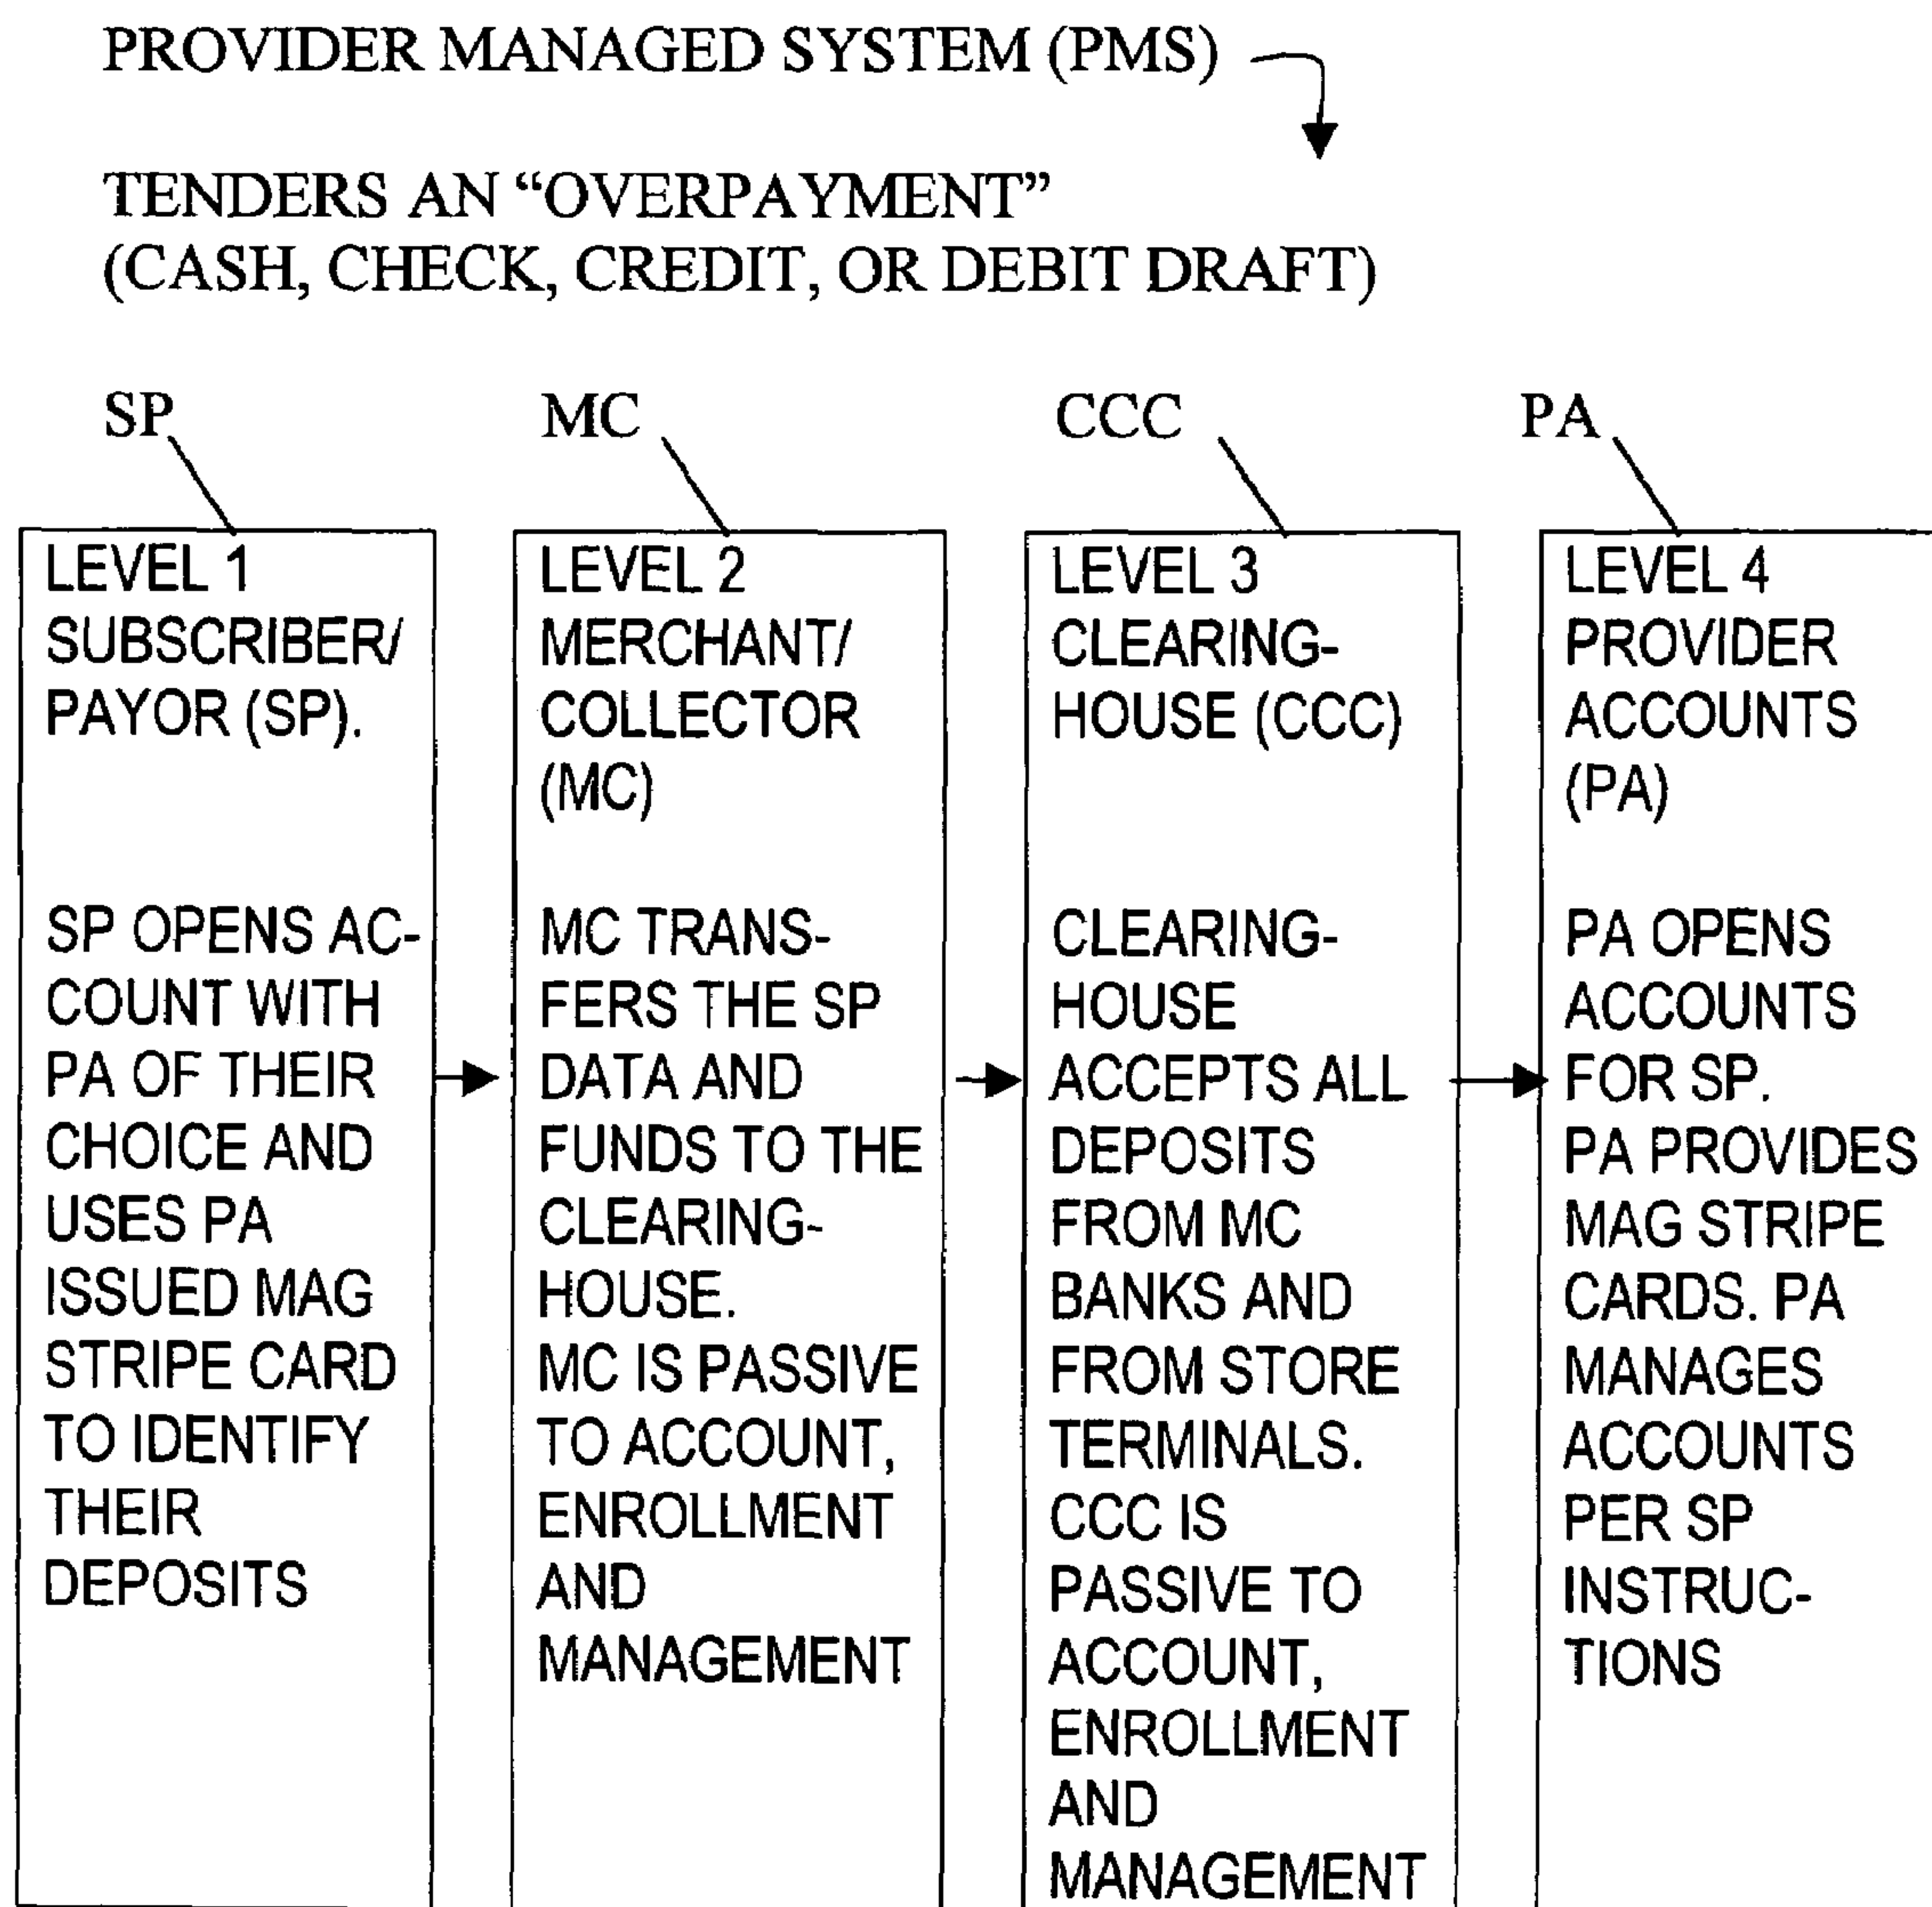 PROVIDER MANAGED SYSTEM (PMS)
TENDERS AN “OVERPAYMENT”
(CASH, CHECK, CREDIT, OR DEBIT DRAFT)
SP
MC
CCC
PA
LEVEL 1
SUBSCRIBER/
PAYOR (SP).
SP OPENS AC-
COUNT WITH
PA OF THEIR
CHOICE AND
USES PA
ISSUED MAG
STRIPE CARD
TO IDENTIFY
THEIR
DEPOSITS
LEVEL 2
MERCHANT/
COLLECTOR
(MC)
MC TRANS-
FERS THE SP
DATA AND
FUNDS TO THE
CLEARING-
HOUSE.
MC IS PASSIVE
TO ACCOUNT,
ENROLLMENT
AND
MANAGEMENT
LEVEL 3
CLEARING-
HOUSE (CCC)
CLEARING-
HOUSE
ACCEPTS ALL
DEPOSITS
FROM MC
BANKS AND
FROM STORE
TERMINALS.
CCC IS
PASSIVE TO
ACCOUNT,
ENROLLMENT
AND
MANAGEMENT
LEVEL 4
PROVIDER
ACCOUNTS
(PA)
PA OPENS
ACCOUNTS
FOR SP.
PA PROVIDES
MAG STRIPE
CARDS. PA
MANAGES
ACCOUNTS
PER SP
INSTRUC-
TIONS